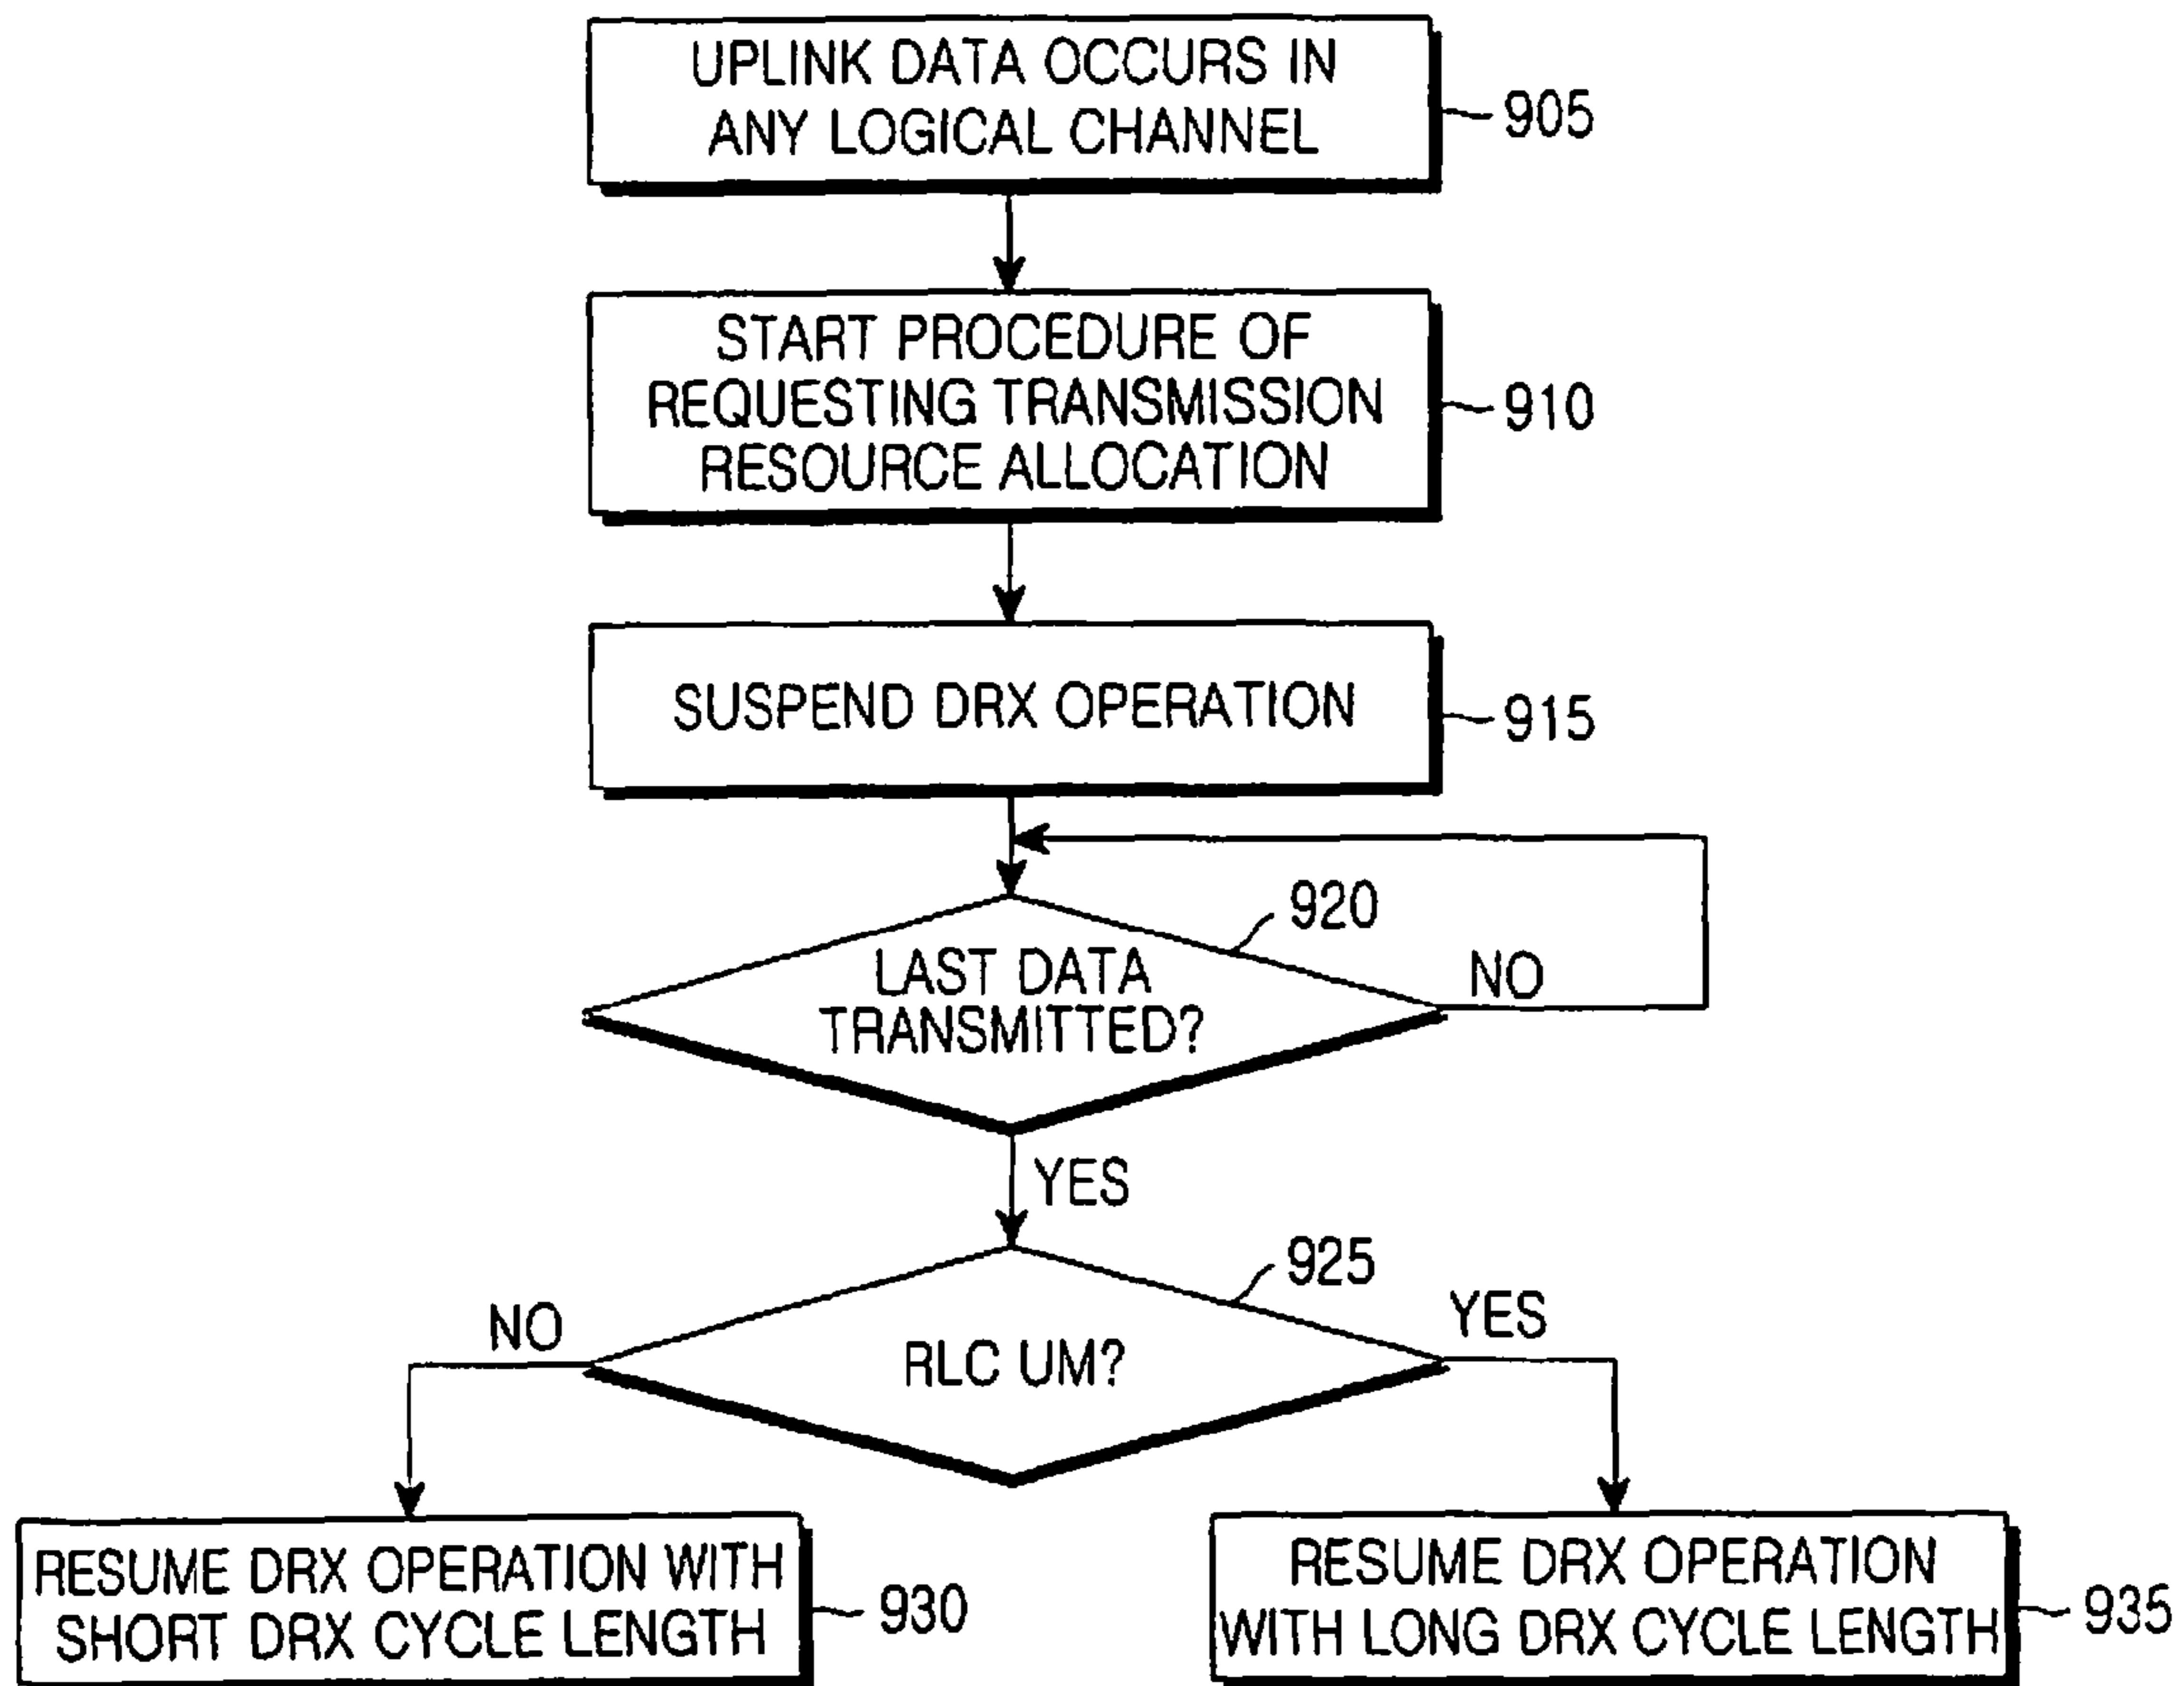 UPLINK DATA OCCURS IN
ANY LOGICAL CHANNEL
905
START PROCEDURE OF
REQUESTING TRANSMISSION
RESOURCE ALLOCATION
910
SUSPEND DRX OPERATION
915
920
LAST DATA
TRANSMITTED?
NO
YES
925
NO
RLC UM?
YES
RESUME DRX OPERATION WITH
SHORT DRX CYCLE LENGTH
930
RESUME DRX OPERATION
WITH LONG DRX CYCLE LENGTH
935